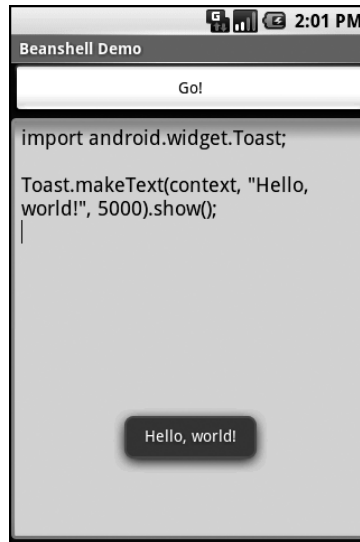 2:01 PM
Beanshell Demo
Go!
import android.widget.Toast;
Toast.makeText(context, "Hello,
world!", 5000).show();
Hello, world!